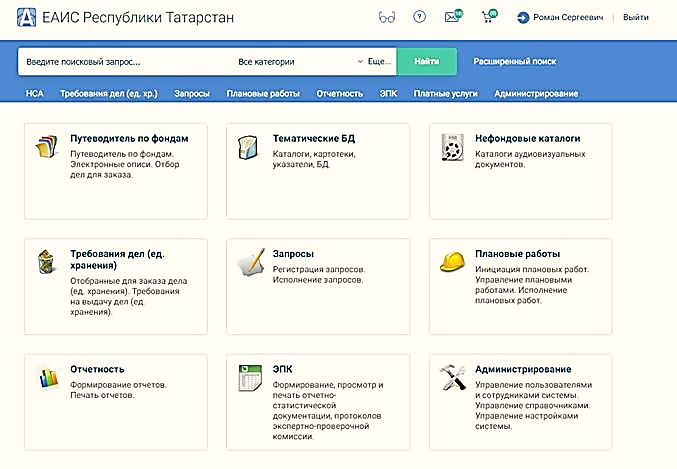 ЕАИС Республики Татарстан
Роман Сергеевич | Выйти
Введите поисковый запрос... Все категории Еще... Найти Расширенный поиск
НСА Требования дел (ед. хр.) Запросы Плановые работы Отчетность ЭПК Платные услуги Администрирование
Путеводитель по фондам
Путеводитель по фондам.
Электронные описи. Отбор
дел для заказа.
Тематические БД
Каталоги, картотеки,
указатели, БД.
Нефондовые каталоги
Каталоги аудиовизуальных
документов.
Требования дел (ед.
хранения)
Отобранные для заказа дела
(ед. хранения). Требования
на выдачу дел (ед.
хранения).
Запросы
Регистрация запросов.
Исполнение запросов.
Плановые работы
Инициация плановых работ.
Управление плановыми
работами. Исполнение
плановых работ.
Отчетность
Формирование отчетов.
Печать отчетов.
ЭПК
Формирование, просмотр и
печать отчетно-
статистической
документации, протоколов
экспертно-проверочной
комиссии.
Администрирование
Управление пользователями
и сотрудниками системы.
Управление справочниками.
Управление настройками
системы.